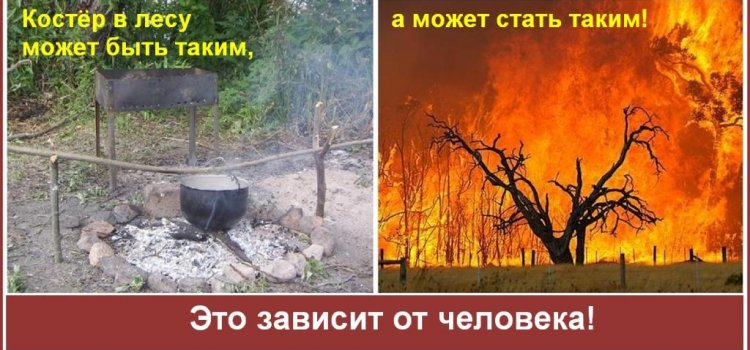 Костёр в лесу
может быть таким,
а может стать таким!
Это зависит от человека!